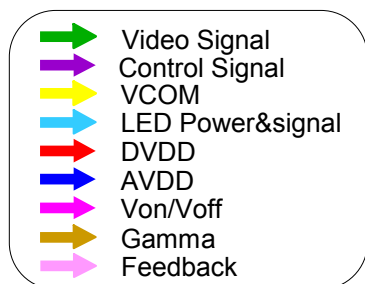 Video Signal
Control Signal
VCOM
LED Power&signal
DVDD
AVDD
Von/Voff
Gamma
Feedback